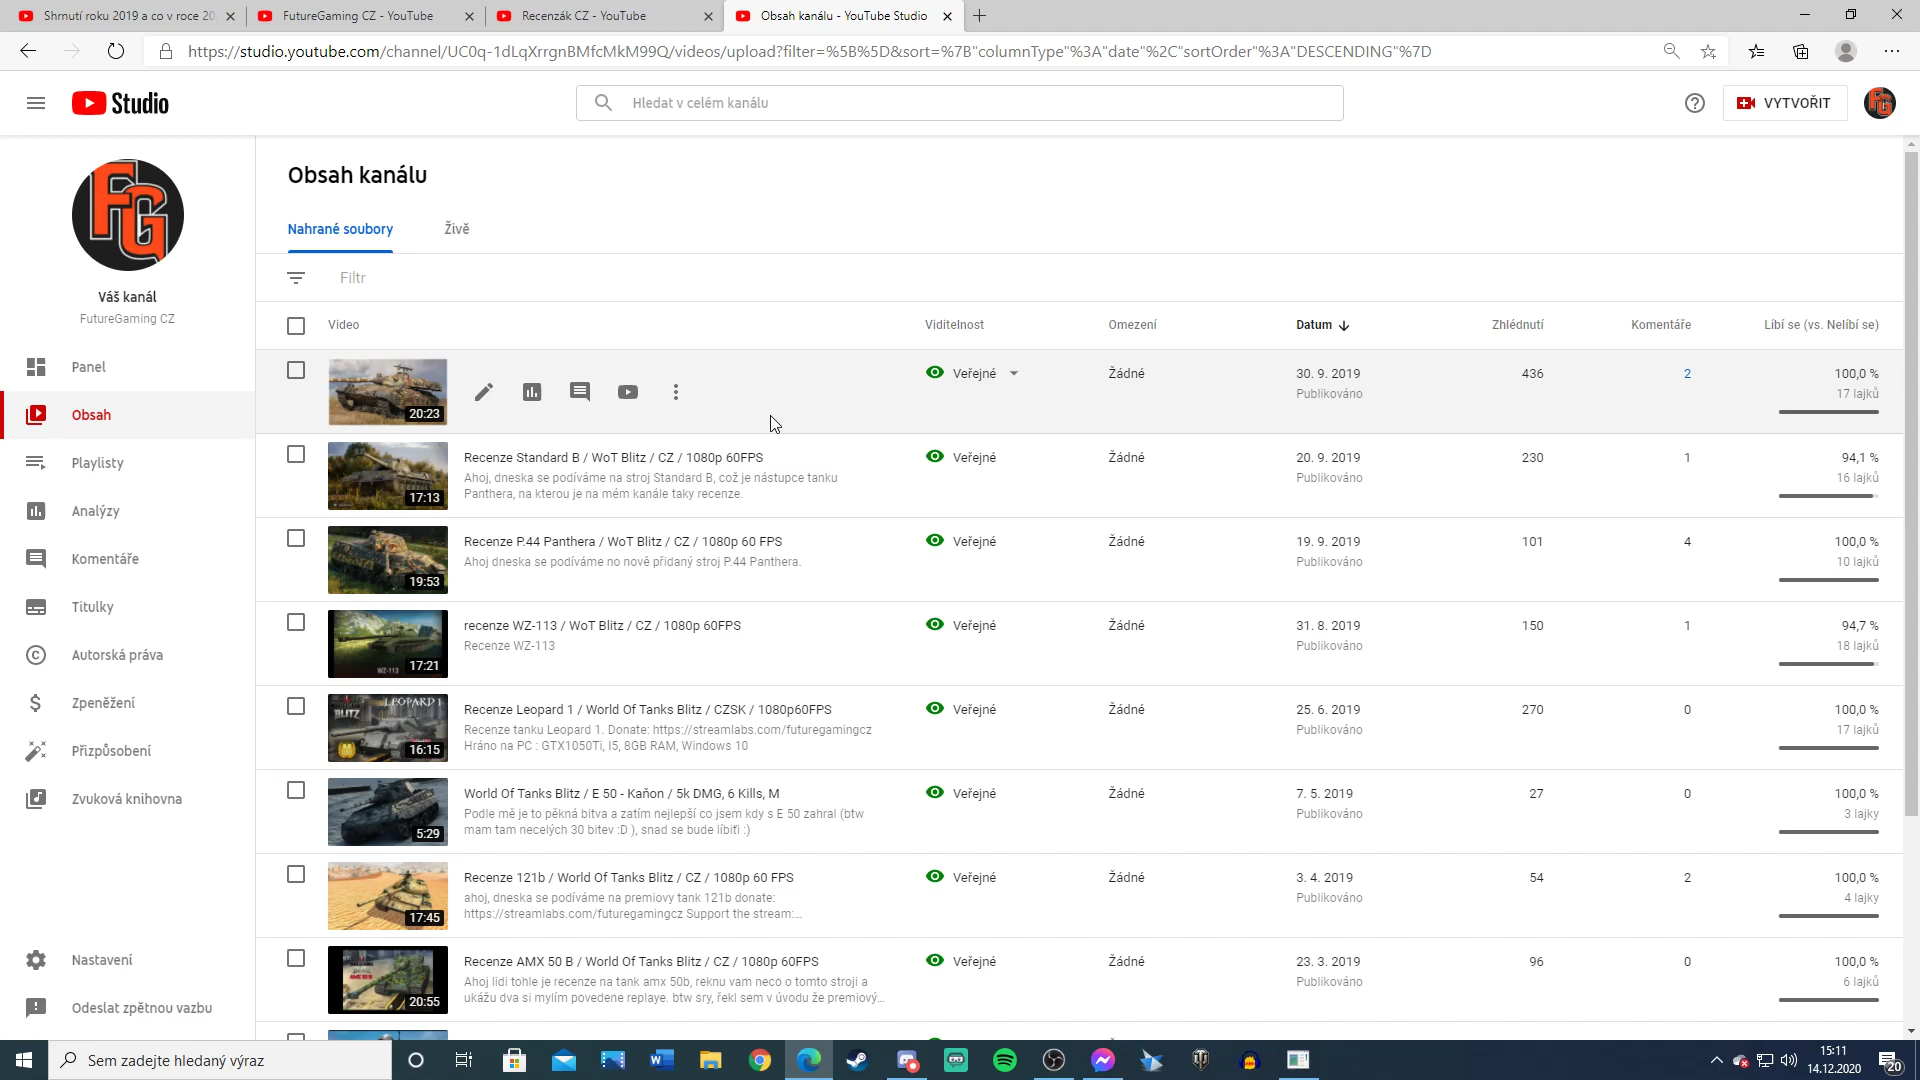 Shrnutí roku 2019 a co v roce 20
FutureGaming CZ - YouTube
Recenzák CZ - YouTube
Obsah kanálu - YouTube Studio
https://studio.youtube.com/channel/UC0q-1dLqXrrgnBMfcMkM99Q/videos/upload?filter=%5B%5D&sort=%7B"columnType"%3A"date"%2C"sortOrder"%3A"DESCENDING"%7D
Studio
Hledat v celém kanálu
VYTVOŘIT
FG
FG
Váš kanál
FutureGaming CZ
Panel
Obsah
Playlisty
Analýzy
Komentáře
Titulky
Autorská práva
Zpeněžení
Přizpůsobení
Zvuková knihovna
Nastavení
Odeslat zpětnou vazbu
Obsah kanálu
Nahrané soubory
Živě
Filtr
Video
Viditelnost
Omezení
Datum
Zhlédnutí
Komentáře
Líbí se (vs. Nelíbí se)
20:23
Veřejný
Žádné
30. 9. 2019
Publikováno
436
2
100,0 %
17 lajků
17:13
Recenze Standard B / WoT Blitz / CZ / 1080p 60FPS
Ahoj, dneska se podíváme na stroj Standard B, což je nástupce tanku
Panthera, na kterou je na mém kanále taky recenze.
Veřejné
Žádné
20. 9. 2019
Publikováno
230
1
94,1 %
16 lajků
19:53
Recenze P.44 Panthera / WoT Blitz / CZ / 1080p 60 FPS
Ahoj dneska se podíváme no nově přidaný stroj P.44 Panthera.
Veřejné
Žádné
19. 9. 2019
Publikováno
101
4
100,0 %
10 lajků
WZ-113
17:21
recenze WZ-113 / WoT Blitz / CZ / 1080p 60FPS
Recenze WZ-113
Veřejné
Žádné
31. 8. 2019
Publikováno
150
1
94,7 %
18 lajků
LEOPARD 1
BLITZ
16:15
Recenze Leopard 1 / World Of Tanks Blitz / CZSK / 1080p60FPS
Recenze tanku Leopard 1. Donate: https://streamlabs.com/futuregamingcz
Hráno na PC : GTX1050Ti, I5, 8GB RAM, Windows 10
Veřejné
Žádné
25. 6. 2019
Publikováno
270
0
100,0 %
17 lajků
5:29
World Of Tanks Blitz / E 50 - Kaňon / 5k DMG, 6 Kills, M
Podle mě je to pěkná bitva a zatím nejlepší co jsem kdy s E 50 zahral (btw
mam tam necelých 30 bitev :D ), snad se bude líbiťi :)
Veřejné
Žádné
7. 5. 2019
Publikováno
27
0
100,0 %
3 lajky
17:45
Recenze 121b / World Of Tanks Blitz / CZ / 1080p 60 FPS
ahoj, dneska se podíváme na premiovy tank 121b donate:
https://streamlabs.com/futuregamingcz Support the stream:...
Veřejné
Žádné
3. 4. 2019
Publikováno
54
2
100,0 %
4 lajky
20:55
Recenze AMX 50 B / World Of Tanks Blitz / CZ / 1080p 60FPS
Ahoj lidi tohle je recenze na tank amx 50b, reknu vam neco o tomto stroji a
ukážu dva si mylím povedene replaye. btw sry, řekl sem v úvodu že premiový...
Veřejné
Žádné
23. 3. 2019
Publikováno
96
0
100,0 %
6 lajků
Sem zadejte hledaný výraz
15:11
14.12.2020
20